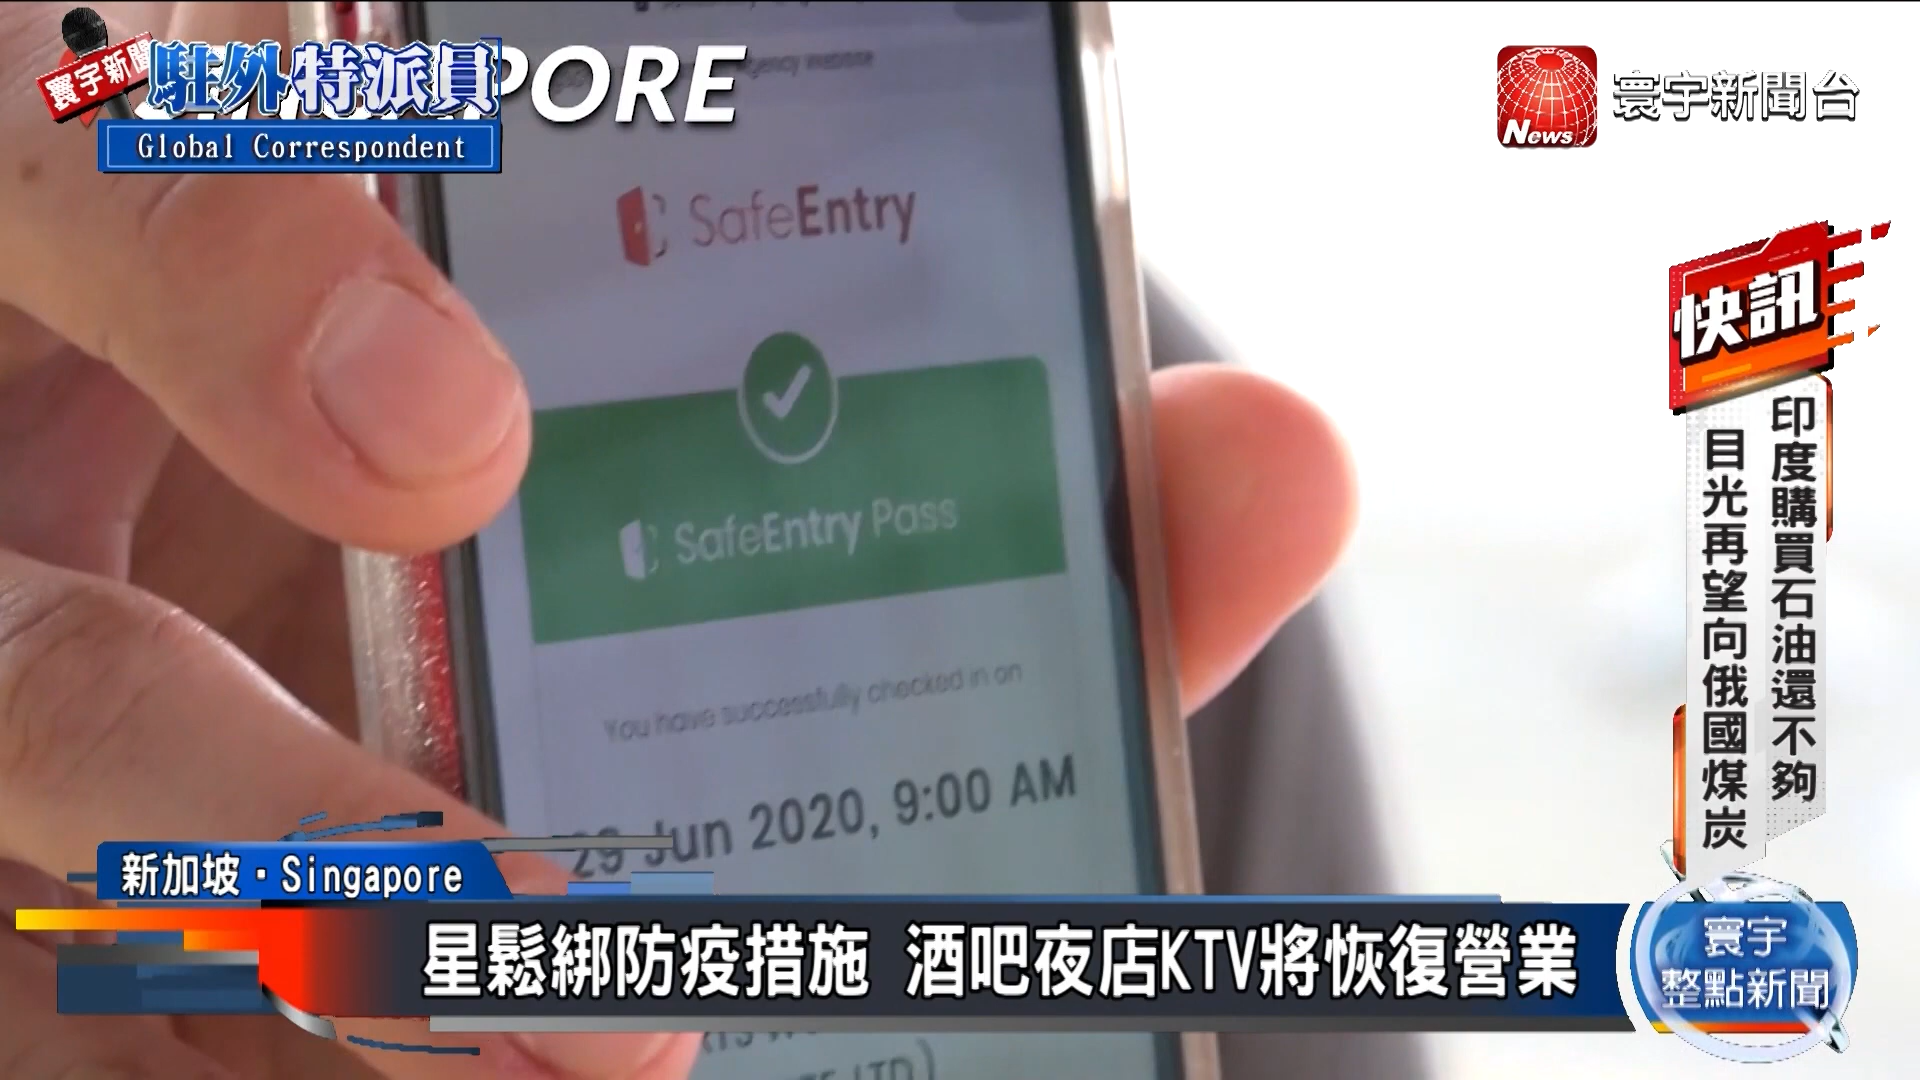 寰宇新聞
駐外特派員
PORE
Global Correspondent
News
寰宇新聞台
SafeEntry
SafeEntry Pass
You have successfully checked in on
29 Jun 2020, 9:00 AM
快訊
印度購買石油還不夠
目光再望向俄國煤炭
新加坡·Singapore
星鬆綁防疫措施 酒吧夜店KTV將恢復營業
寰宇
整點新聞
LTD)